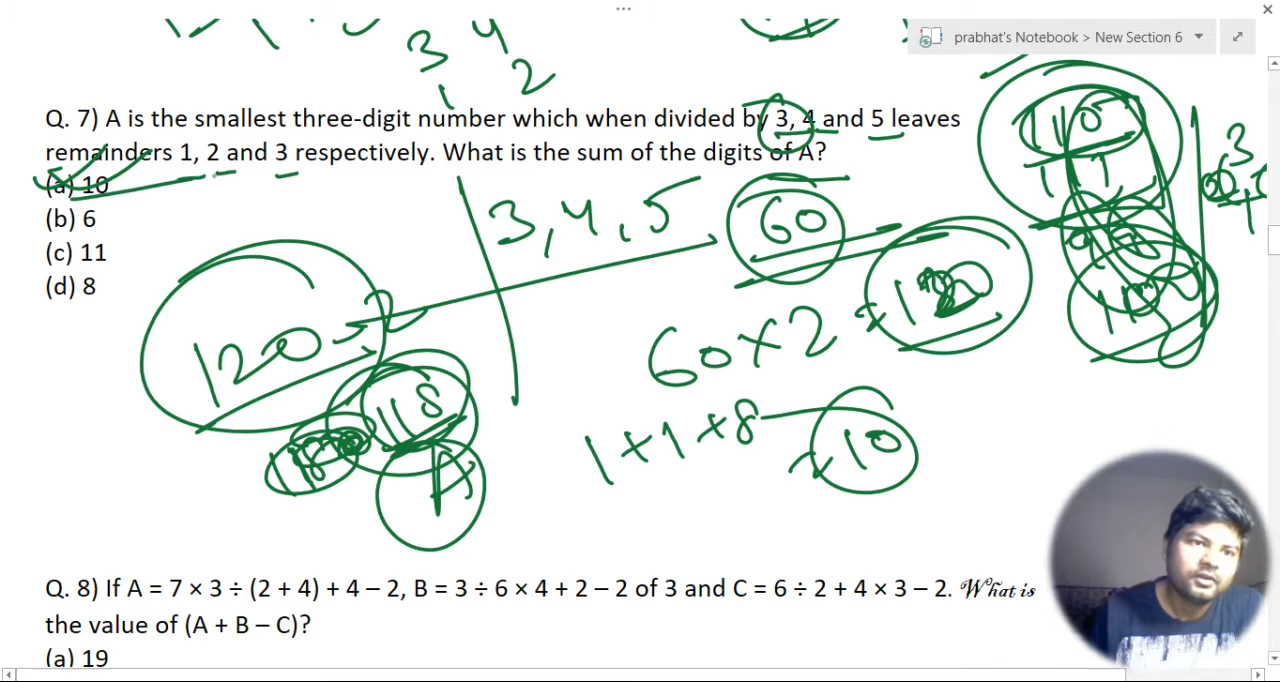 prabhat's Notebook > New Section 6
3 4
1 2
Q. 7) A is the smallest three-digit number which when divided by 3, 4 and 5 leaves
remainders 1, 2 and 3 respectively. What is the sum of the digits of A?
(a) 10
(b) 6
(c) 11
(d) 8
3, 4, 5
60
120 - 2
60 × 2
118
1 + 1 + 8
10
A
Q. 8) If A = 7 × 3 ÷ (2 + 4) + 4 – 2, B = 3 ÷ 6 × 4 + 2 – 2 of 3 and C = 6 ÷ 2 + 4 × 3 – 2. What is
the value of (A + B – C)?
(a) 19